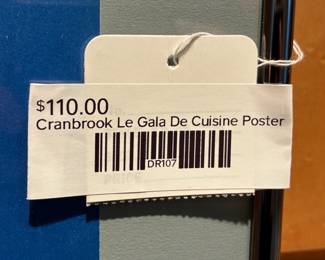 $110.00
Cranbrook Le Gala De Cuisine Poster
DR107